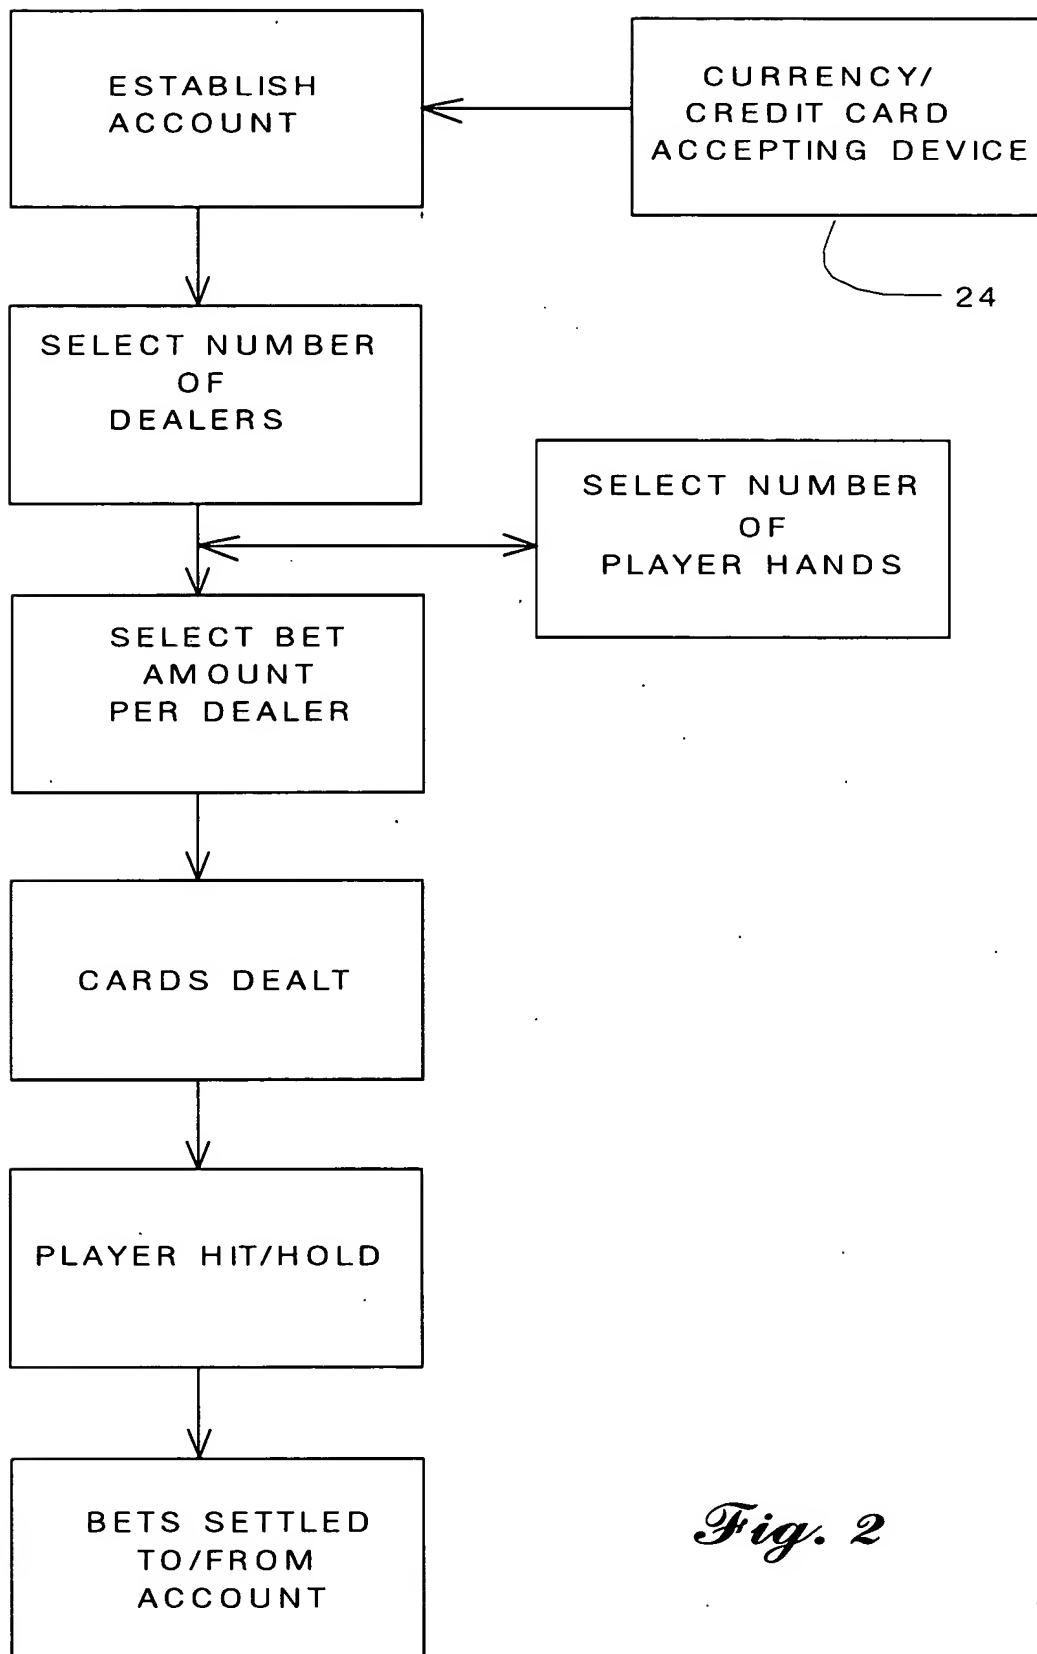 ESTABLISH
ACCOUNT
CURRENCY/
CREDIT CARD
ACCEPTING DEVICE
24
SELECT NUMBER
OF
DEALERS
SELECT NUMBER
OF
PLAYER HANDS
SELECT BET
AMOUNT
PER DEALER
CARDS DEALT
PLAYER HIT/HOLD
BETS SETTLED
TO/FROM
ACCOUNT
Fig. 2